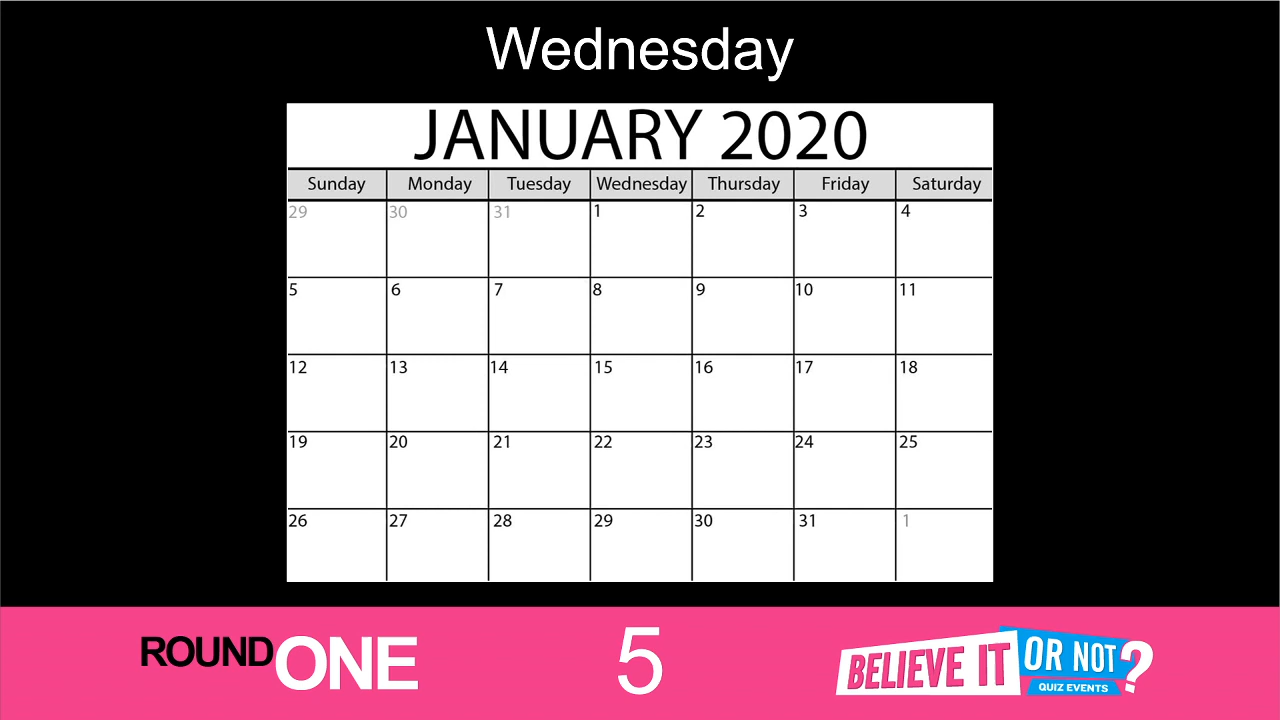 Wednesday
JANUARY 2020
Sunday Monday Tuesday Wednesday Thursday Friday Saturday
29 30 31 1 2 3 4
5 6 7 8 9 10 11
12 13 14 15 16 17 18
19 20 21 22 23 24 25
26 27 28 29 30 31 1
ROUND ONE 5 BELIEVE IT OR NOT?
QUIZ EVENTS